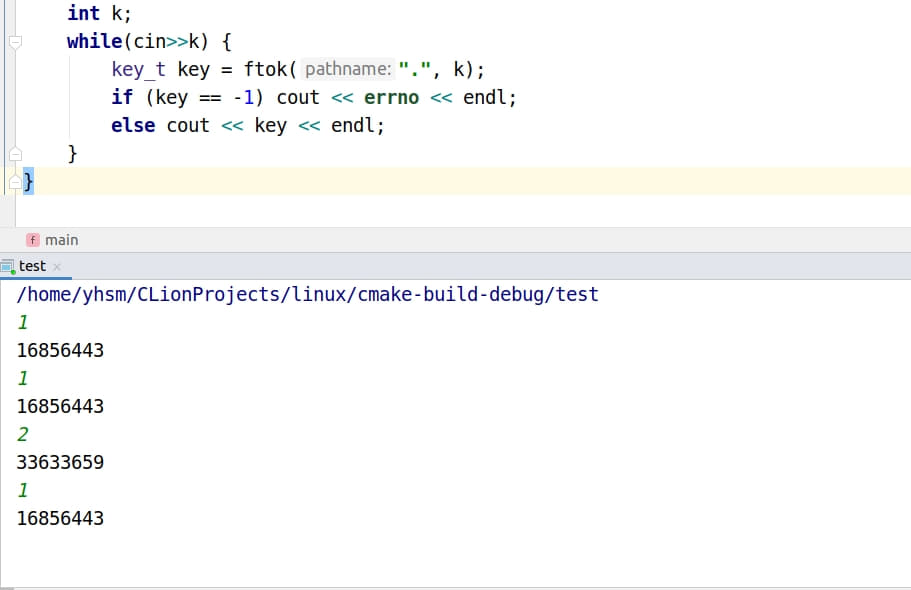 int k;
while(cin>>k) {
key_t key = ftok( pathname: ".", k);
if (key == -1) cout << errno << endl;
else cout << key << endl;
}
}
f main
test ×
/home/yhsm/CLionProjects/linux/cmake-build-debug/test
1
16856443
1
16856443
2
33633659
1
16856443